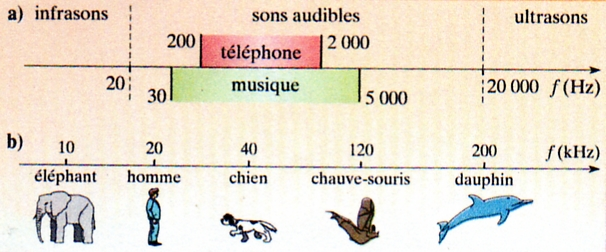 a) infrasons sons audibles ultrasons
200 téléphone 2 000
20 30 musique 5 000 20 000 f (Hz)
b) 10 20 40 120 200 f (kHz)
éléphant homme chien chauve-souris dauphin